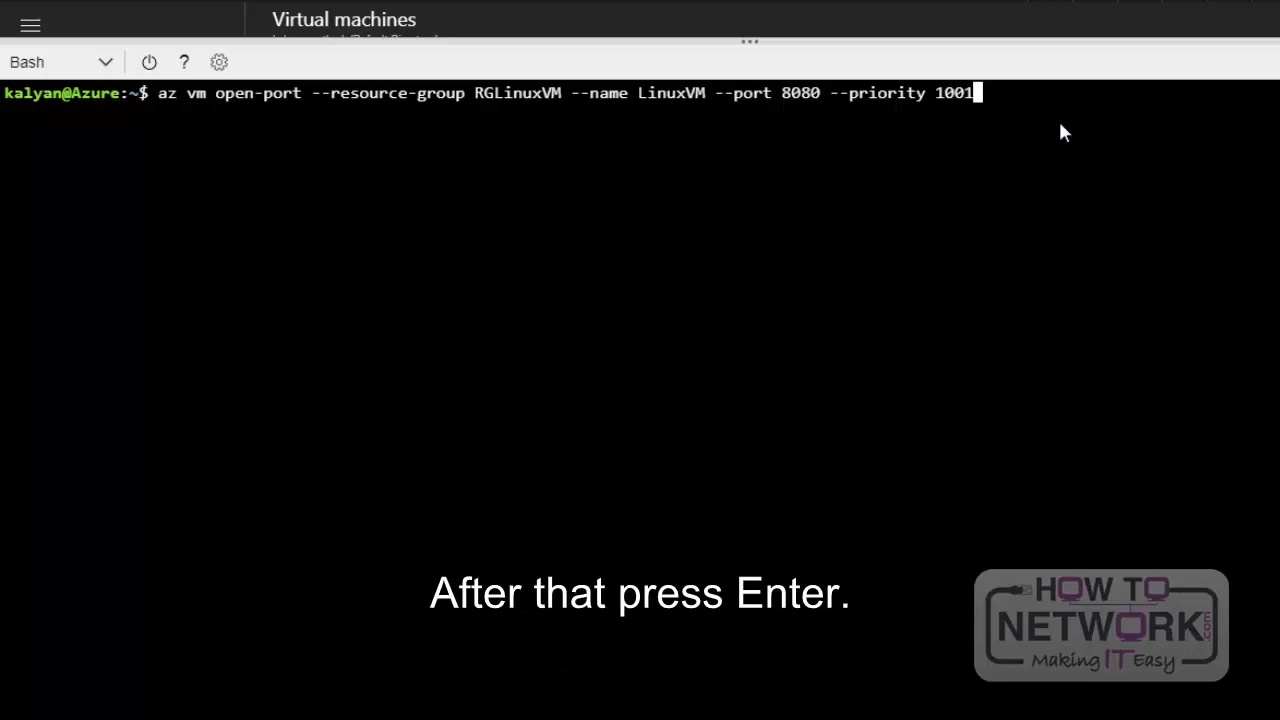 Virtual machines
Bash
?
kalyan@Azure:~$ az vm open-port --resource-group RGLinuxVM --name LinuxVM --port 8080 --priority 1001
After that press Enter.
HOW TO
NETWORK.com
Making IT Easy